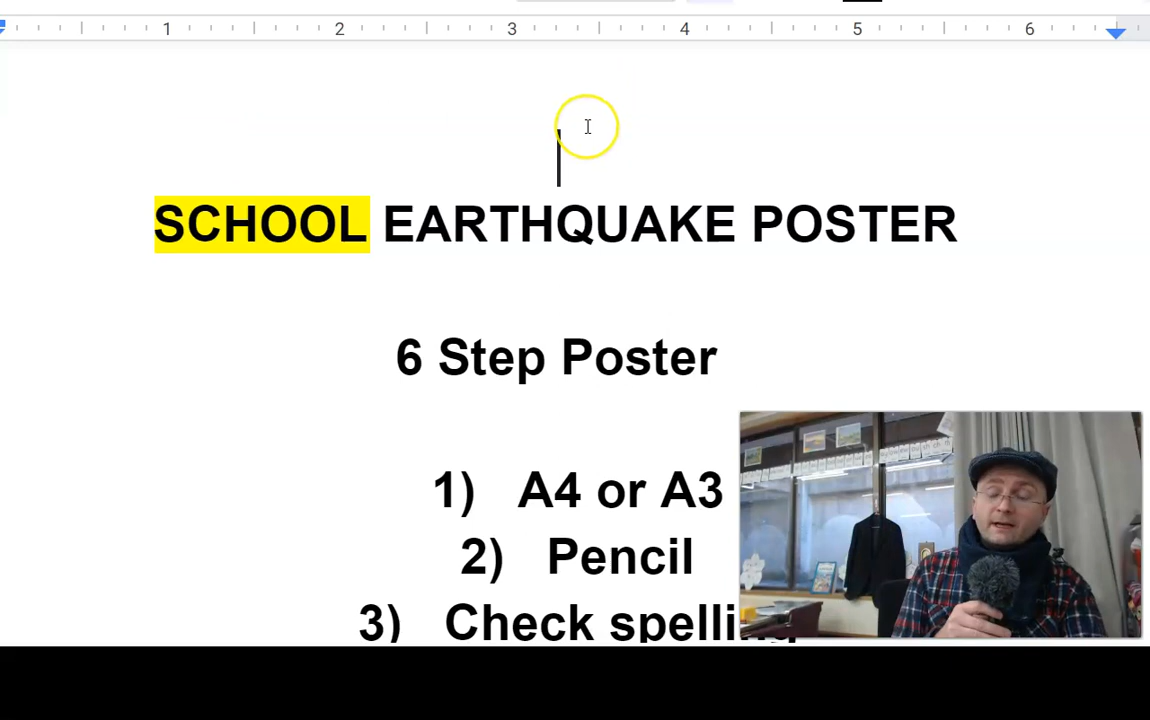 1 2 3 4 5 6
SCHOOL EARTHQUAKE POSTER
6 Step Poster
1) A4 or A3
2) Pencil
3) Check spelling